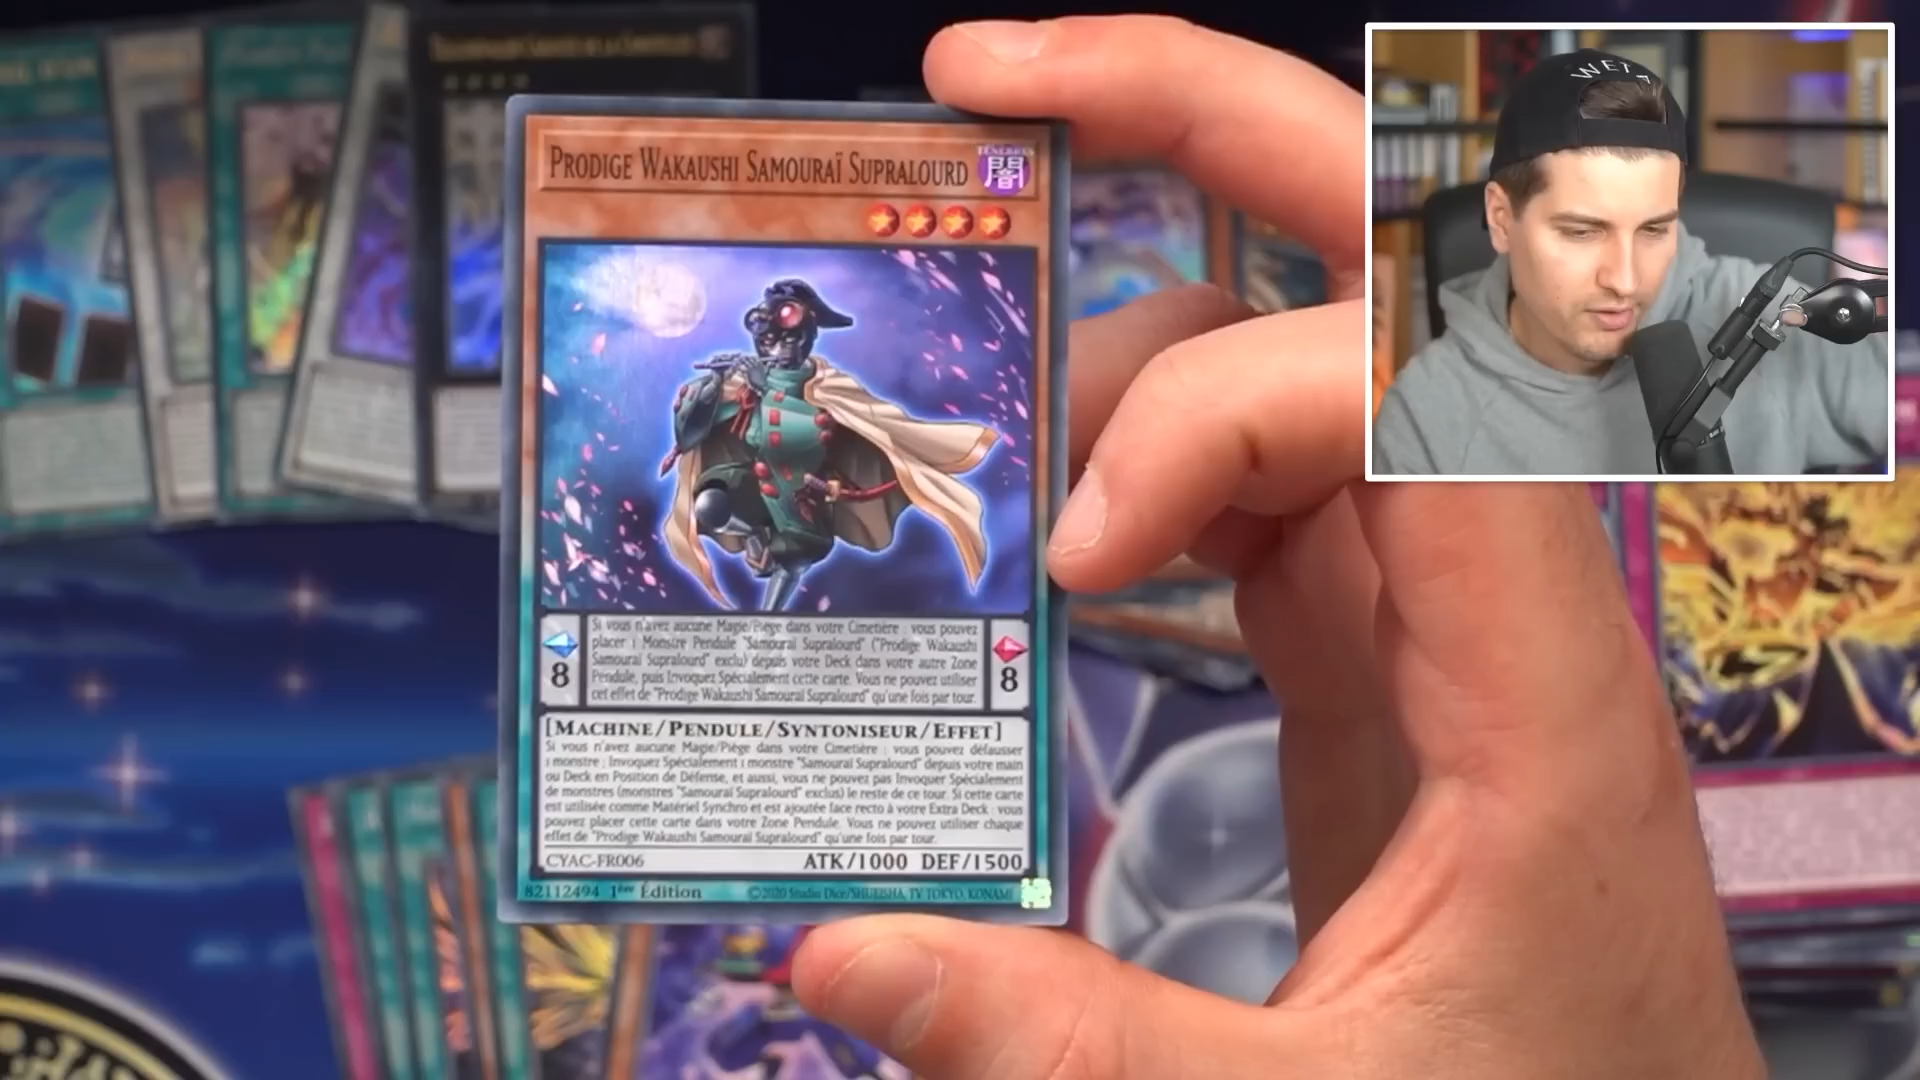 WETA
PRODIGE WAKAUSHI SAMOURAÏ SUPRALOURD
TÉNÈBRES
闇
Si vous n'avez aucune Magie/Piège dans votre Cimetière : vous pouvez
placer 1 Monstre Pendule "Samouraï Supralourd" ("Prodige Wakaushi
Samouraï Supralourd" exclu) depuis votre Deck dans votre autre Zone
Pendule, puis Invoquez Spécialement cette carte. Vous ne pouvez utiliser
cet effet de "Prodige Wakaushi Samouraï Supralourd" qu'une fois par tour.
8
8
[MACHINE/PENDULE/SYNTONISEUR/EFFET]
Si vous n'avez aucune Magie/Piège dans votre Cimetière : vous pouvez défausser
1 monstre ; Invoquez Spécialement 1 monstre "Samouraï Supralourd" depuis votre main
ou Deck en Position de Défense, et aussi, vous ne pouvez pas Invoquer Spécialement
de monstres (monstres "Samouraï Supralourd" exclus) le reste de ce tour. Si cette carte
est utilisée comme Matériel Synchro et est ajoutée face recto à votre Extra Deck : vous
pouvez placer cette carte dans votre Zone Pendule. Vous ne pouvez utiliser chaque
effet de "Prodige Wakaushi Samouraï Supralourd" qu'une fois par tour.
CYAC-FR006
ATK/1000 DEF/1500
82112494 1ère Édition
©2020 Studio Dice/SHUEISHA, TV TOKYO, KONAMI